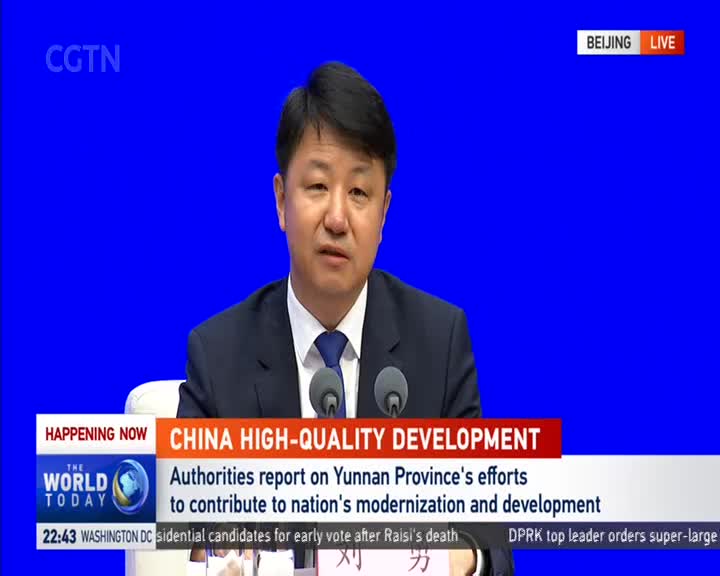 CGTN
BEIJING LIVE
HAPPENING NOW
CHINA HIGH-QUALITY DEVELOPMENT
THE
WORLD
TODAY
Authorities report on Yunnan Province's efforts
to contribute to nation's modernization and development
22:43 WASHINGTON DC sidential candidates for early vote after Raisi's death DPRK top leader orders super-large
刘 勇